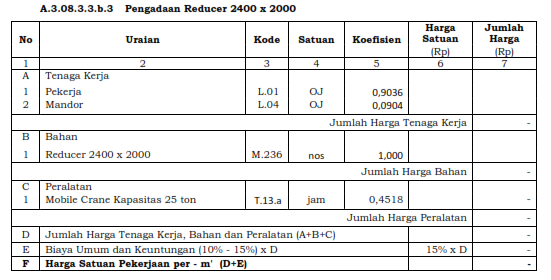 A.3.08.3.3.b.3 Pengadaan Reducer 2400 x 2000
No Uraian Kode Satuan Koefisien Harga Satuan (Rp) Jumlah Harga (Rp)
1 2 3 4 5 6 7
A Tenaga Kerja
1 Pekerja L.01 OJ 0,9036
2 Mandor L.04 OJ 0,0904
Jumlah Harga Tenaga Kerja -
B Bahan
1 Reducer 2400 x 2000 M.236 nos 1,000 -
Jumlah Harga Bahan -
C Peralatan
1 Mobile Crane Kapasitas 25 ton T.13.a jam 0,4518 -
Jumlah Harga Peralatan -
D Jumlah Harga Tenaga Kerja, Bahan dan Peralatan (A+B+C) -
E Biaya Umum dan Keuntungan (10% - 15%) x D 15% x D -
F Harga Satuan Pekerjaan per - m' (D+E) -